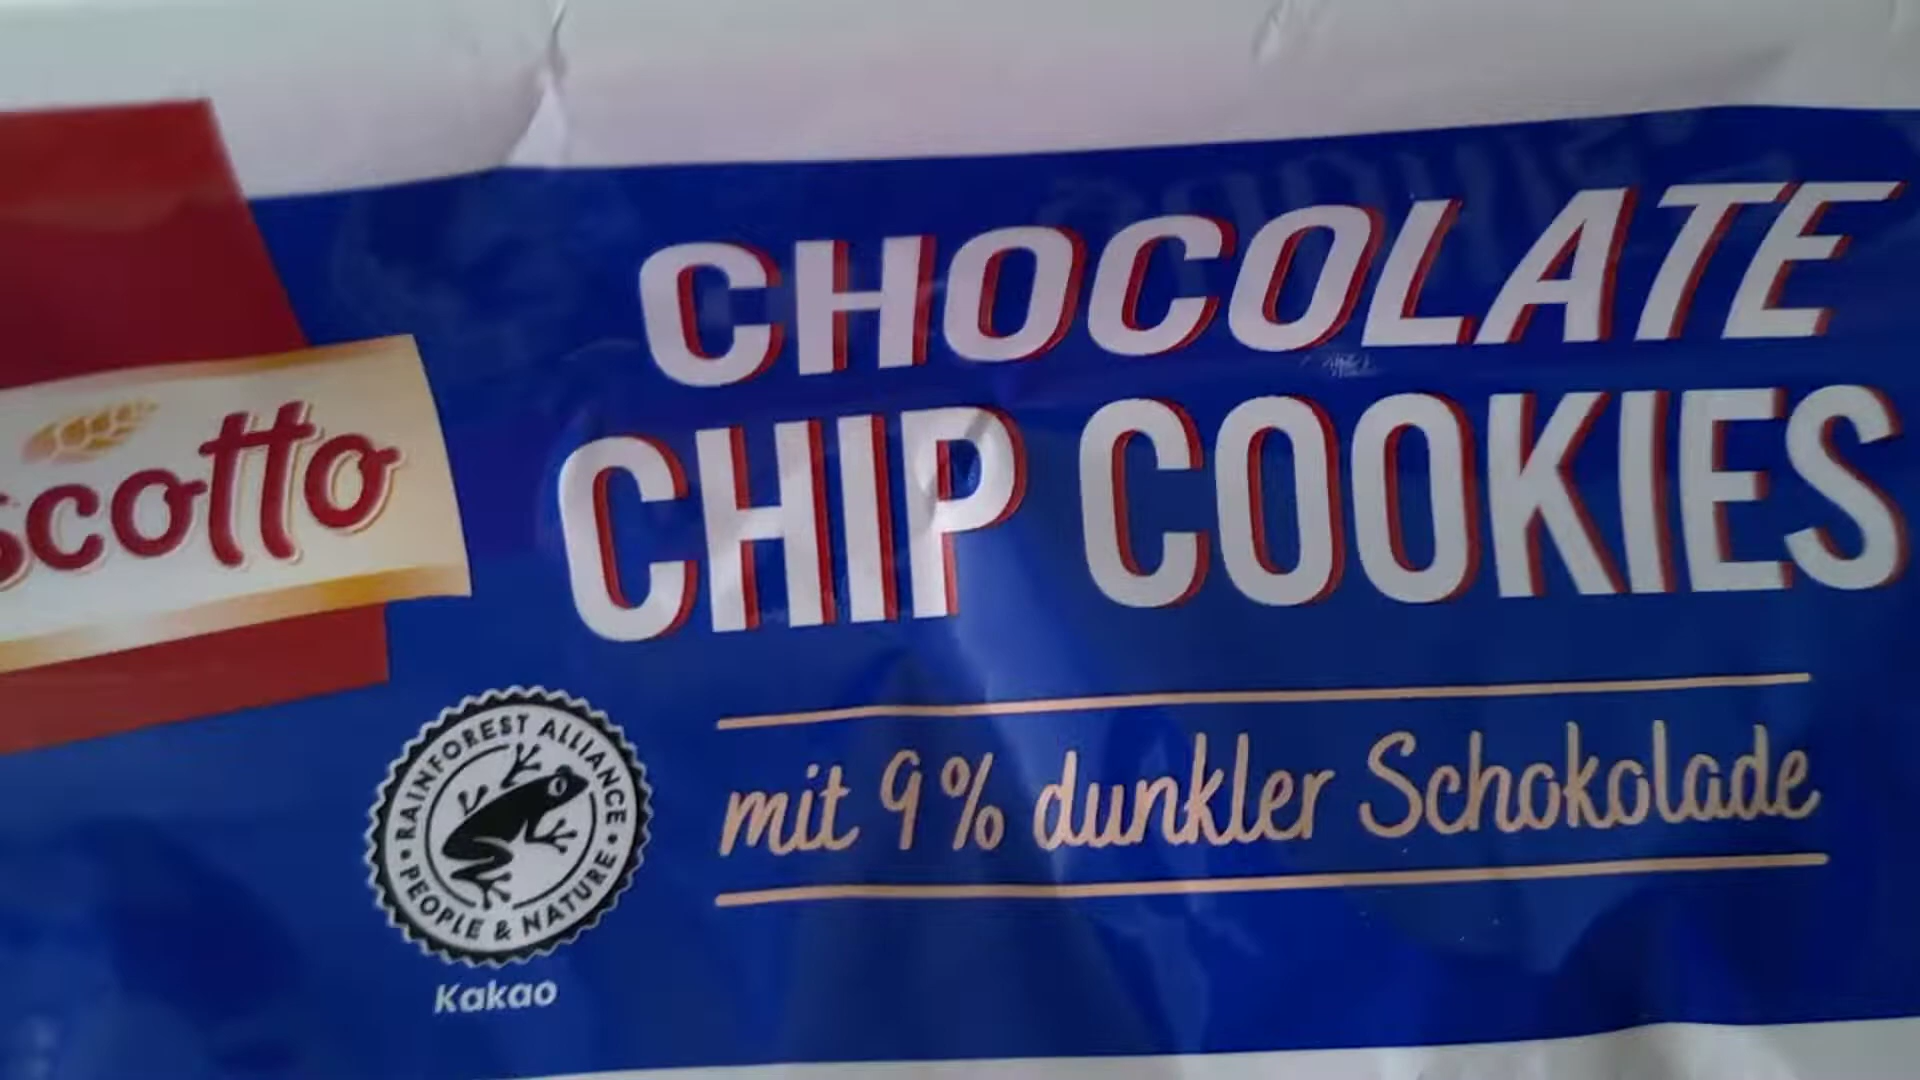 CHOCOLATE
CHIP COOKIES
scotto
mit 9% dunkler Schokolade
RAINFOREST ALLIANCE
• PEOPLE & NATURE •
Kakao